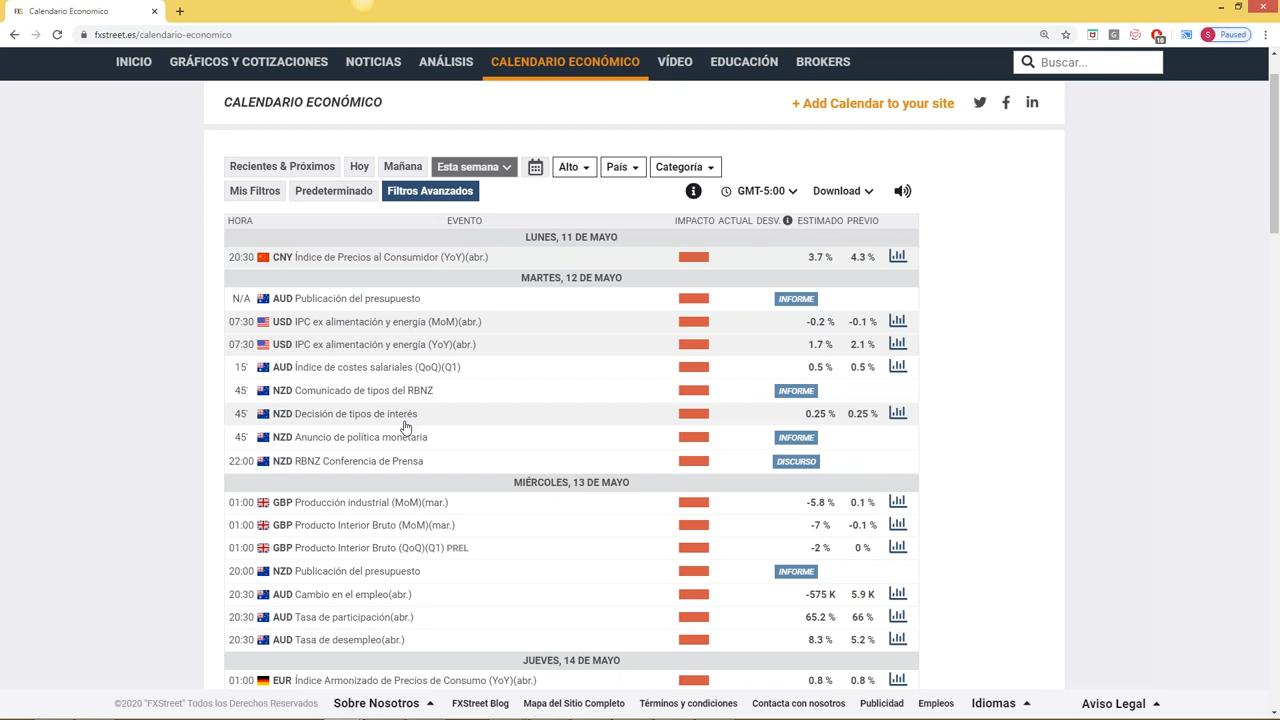 FXS Calendario Economico
fxstreet.es/calendario-economico
10
S Paused
INICIO GRÁFICOS Y COTIZACIONES NOTICIAS ANÁLISIS CALENDARIO ECONÓMICO VÍDEO EDUCACIÓN BROKERS Buscar...
CALENDARIO ECONÓMICO + Add Calendar to your site
Recientes & Próximos Hoy Mañana Esta semana Alto País Categoría
Mis Filtros Predeterminado Filtros Avanzados GMT-5:00 Download
HORA EVENTO IMPACTO ACTUAL DESV. ESTIMADO PREVIO
LUNES, 11 DE MAYO
20:30 CNY Índice de Precios al Consumidor (YoY)(abr.) 3.7 % 4.3 %
MARTES, 12 DE MAYO
N/A AUD Publicación del presupuesto INFORME
07:30 USD IPC ex alimentación y energía (MoM)(abr.) -0.2 % -0.1 %
07:30 USD IPC ex alimentación y energía (YoY)(abr.) 1.7 % 2.1 %
15' AUD Índice de costes salariales (QoQ)(Q1) 0.5 % 0.5 %
45' NZD Comunicado de tipos del RBNZ INFORME
45' NZD Decisión de tipos de interés 0.25 % 0.25 %
45' NZD Anuncio de política monetaria INFORME
22:00 NZD RBNZ Conferencia de Prensa DISCURSO
MIÉRCOLES, 13 DE MAYO
01:00 GBP Producción industrial (MoM)(mar.) -5.8 % 0.1 %
01:00 GBP Producto Interior Bruto (MoM)(mar.) -7 % -0.1 %
01:00 GBP Producto Interior Bruto (QoQ)(Q1) PREL -2 % 0 %
20:00 NZD Publicación del presupuesto INFORME
20:30 AUD Cambio en el empleo(abr.) -575 K 5.9 K
20:30 AUD Tasa de participación(abr.) 65.2 % 66 %
20:30 AUD Tasa de desempleo(abr.) 8.3 % 5.2 %
JUEVES, 14 DE MAYO
01:00 EUR Índice Armonizado de Precios de Consumo (YoY)(abr.) 0.8 % 0.8 %
©2020 "FXStreet" Todos los Derechos Reservados Sobre Nosotros FXStreet Blog Mapa del Sitio Completo Términos y condiciones Contacta con nosotros Publicidad Empleos Idiomas Aviso Legal